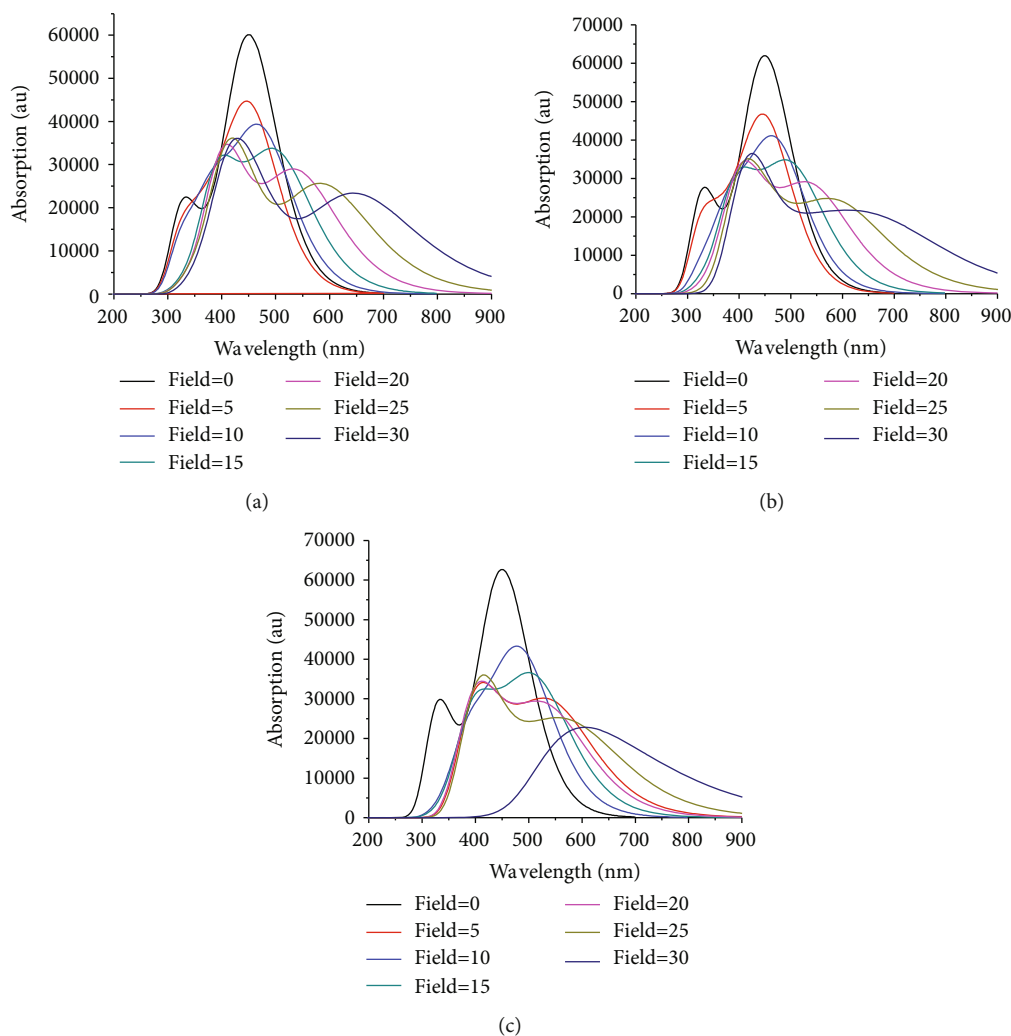 60000
50000
40000
30000
20000
10000
0
Absorption (au)
200 300 400 500 600 700 800 900
Wavelength (nm)
Field=0 Field=20
Field=5 Field=25
Field=10 Field=30
Field=15
(a)
70000
60000
50000
40000
30000
20000
10000
0
Absorption (au)
200 300 400 500 600 700 800 900
Wavelength (nm)
Field=0 Field=20
Field=5 Field=25
Field=10 Field=30
Field=15
(b)
70000
60000
50000
40000
30000
20000
10000
0
Absorption (au)
200 300 400 500 600 700 800 900
Wavelength (nm)
Field=0 Field=20
Field=5 Field=25
Field=10 Field=30
Field=15
(c)